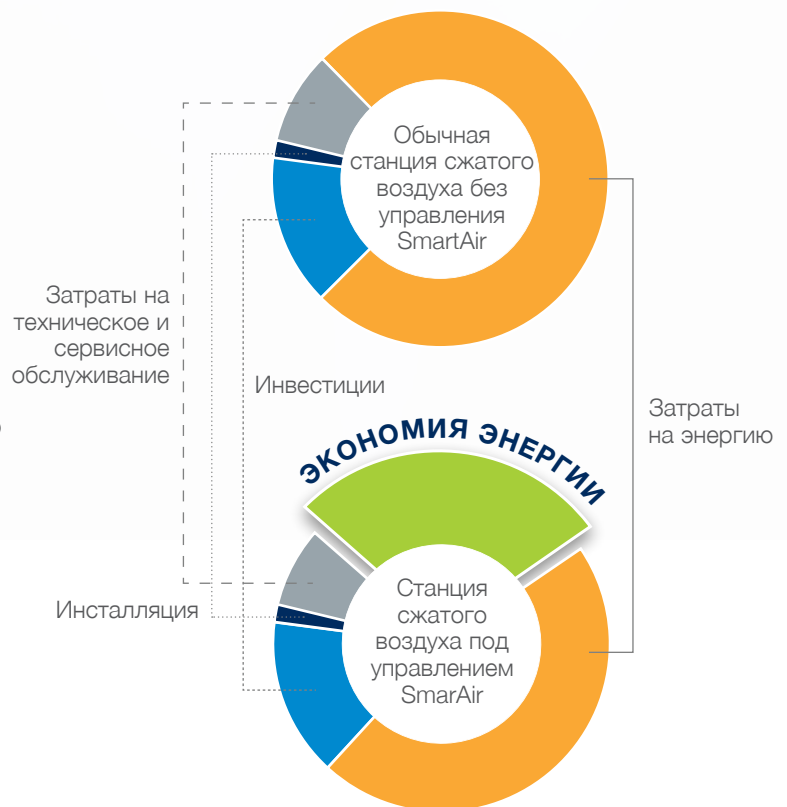 Обычная
станция сжатого
воздуха без
управления
SmartAir
Затраты на
техническое и
сервисное
обслуживание
Инвестиции
Затраты
на энергию
ЭКОНОМИЯ ЭНЕРГИИ
Инсталляция
Станция
сжатого
воздуха под
управлением
SmarAir